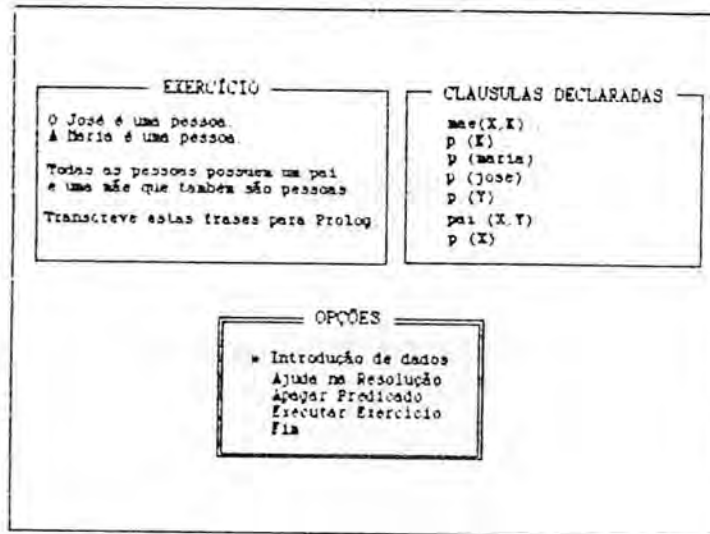 EXERCÍCIO
O José é uma pessoa.
A Maria é uma pessoa.
Todas as pessoas possuem um pai
e uma mãe que também são pessoas
Transcreve estas frases para Prolog
CLAUSULAS DECLARADAS
mae(X,K)
p (K)
p (maria)
p (jose)
p (Y)
pai (X,Y)
p (X)
OPÇÕES
Introdução de dados
Ajuda na Resolução
Apagar Predicado
Executar Exercicio
Fim